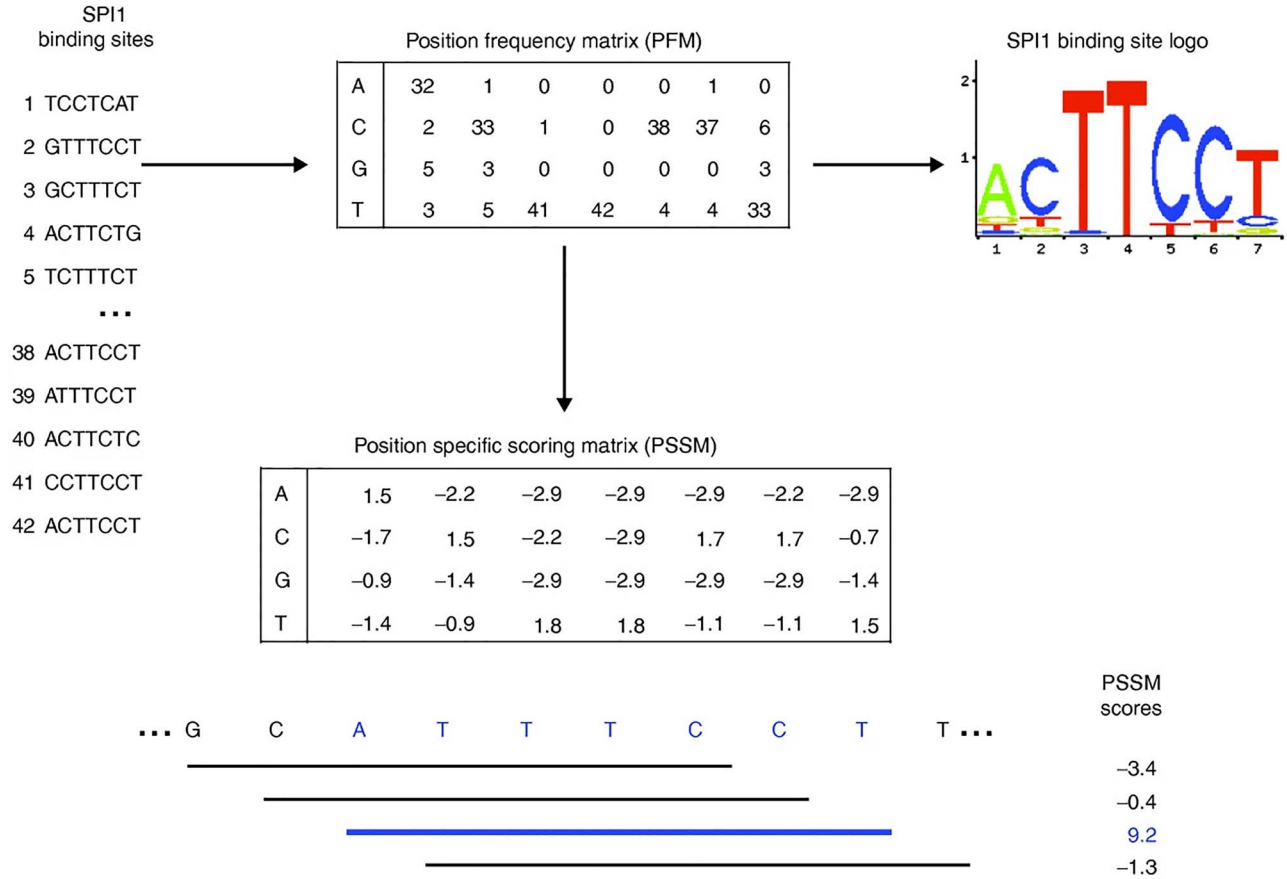 SPI1
binding sites
1 TCCTCAT
2 GTTTCCT
3 GCTTTCT
4 ACTTCTG
5 TCTTTCT
...
38 ACTTCCT
39 ATTTCCT
40 ACTTCTC
41 CCTTCCT
42 ACTTCCT
Position frequency matrix (PFM)
A 32 1 0 0 0 1 0
C 2 33 1 0 38 37 6
G 5 3 0 0 0 0 3
T 3 5 41 42 4 4 33
SPI1 binding site logo
2
1
A C T T C C T
1 2 3 4 5 6 7
Position specific scoring matrix (PSSM)
A 1.5 −2.2 −2.9 −2.9 −2.9 −2.2 −2.9
C −1.7 1.5 −2.2 −2.9 1.7 1.7 −0.7
G −0.9 −1.4 −2.9 −2.9 −2.9 −2.9 −1.4
T −1.4 −0.9 1.8 1.8 −1.1 −1.1 1.5
PSSM
scores
... G C A T T T C C T T ...
−3.4
−0.4
9.2
−1.3